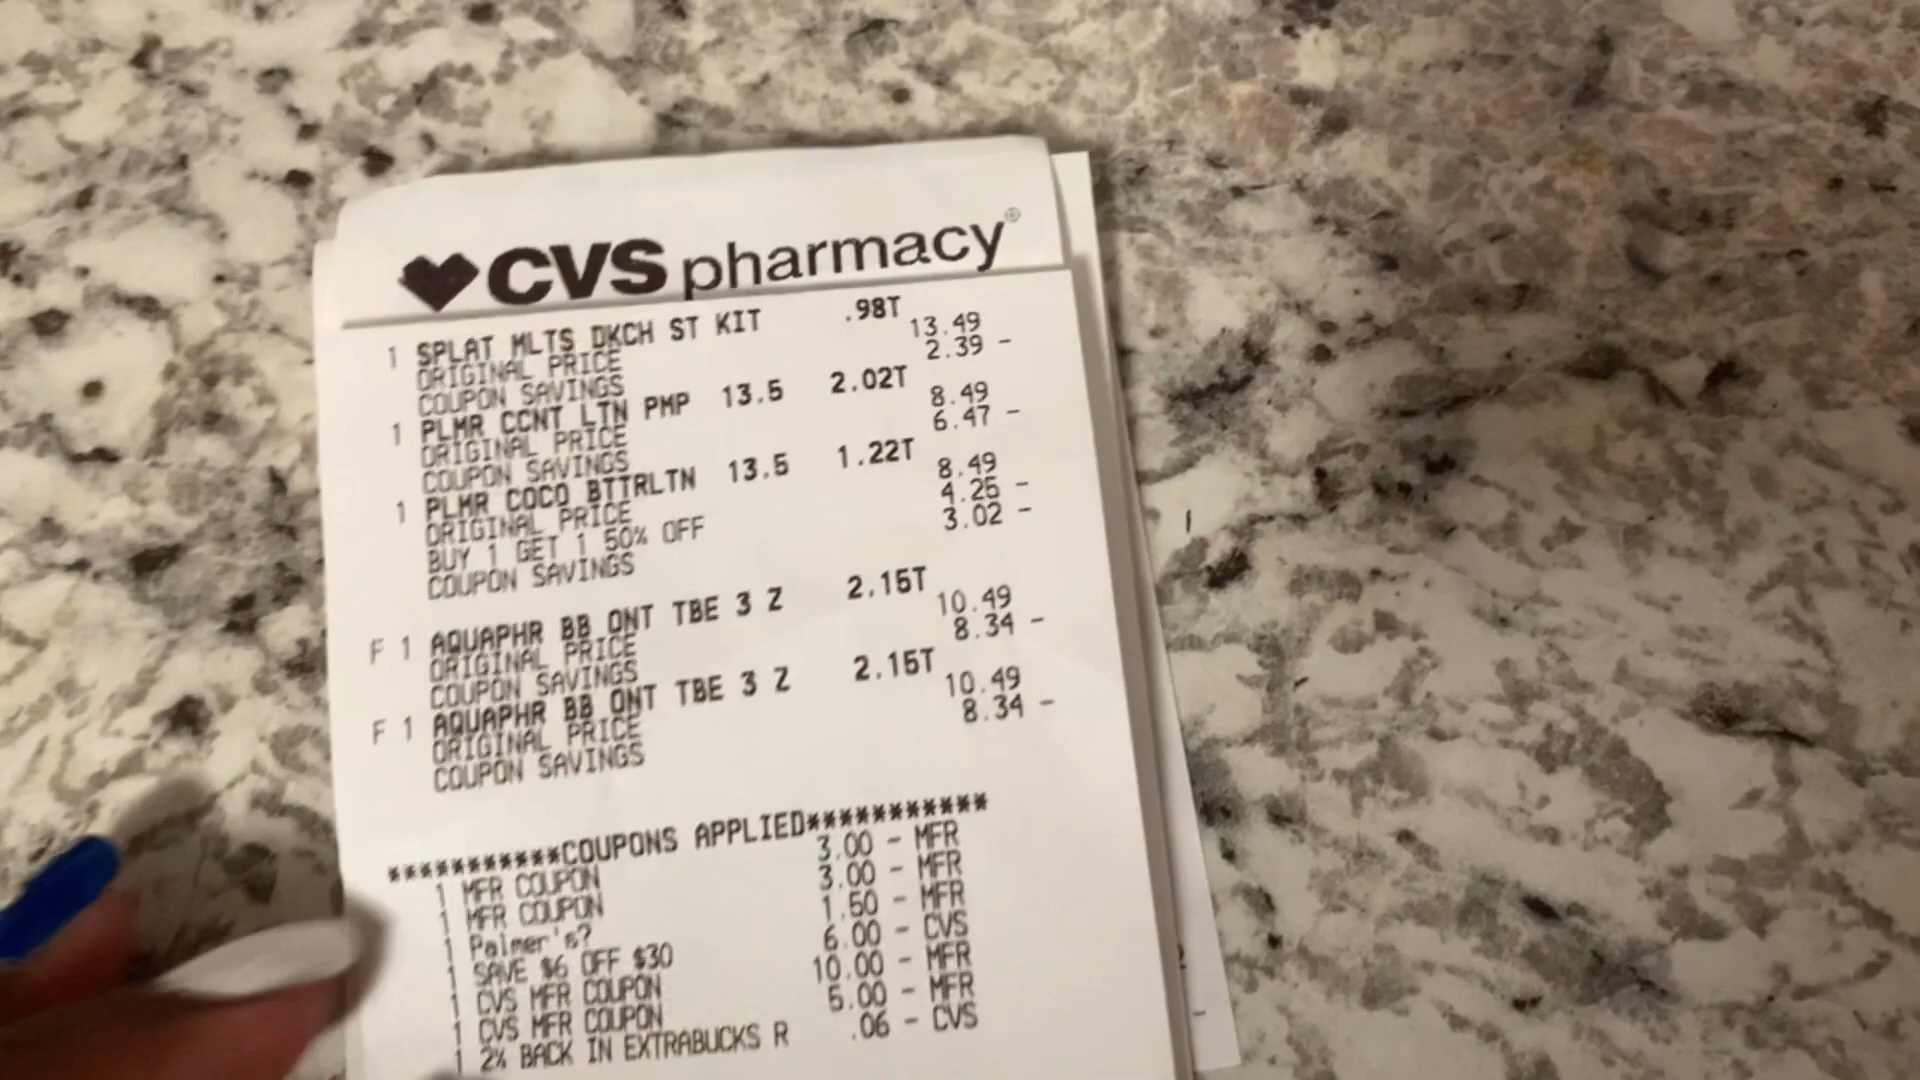 CVS pharmacy®
1 SPLAT MLTS DKCH ST KIT .98T
ORIGINAL PRICE 13.49
COUPON SAVINGS 2.39 -
1 PLMR CCNT LTN PMP 13.5 2.02T
ORIGINAL PRICE 8.49
COUPON SAVINGS 6.47 -
1 PLMR COCO BTTRLTN 13.5 1.22T
ORIGINAL PRICE 8.49
BUY 1 GET 1 50% OFF 4.25 -
COUPON SAVINGS 3.02 -
F 1 AQUAPHR BB ONT TBE 3 Z 2.15T
ORIGINAL PRICE 10.49
COUPON SAVINGS 8.34 -
F 1 AQUAPHR BB ONT TBE 3 Z 2.15T
ORIGINAL PRICE 10.49
COUPON SAVINGS 8.34 -
***********COUPONS APPLIED***********
1 MFR COUPON 3.00 - MFR
1 MFR COUPON 3.00 - MFR
1 Palmer's? 1.50 - MFR
1 SAVE $6 OFF $30 6.00 - CVS
1 CVS MFR COUPON 10.00 - MFR
1 CVS MFR COUPON 5.00 - MFR
1 2% BACK IN EXTRABUCKS R .06 - CVS